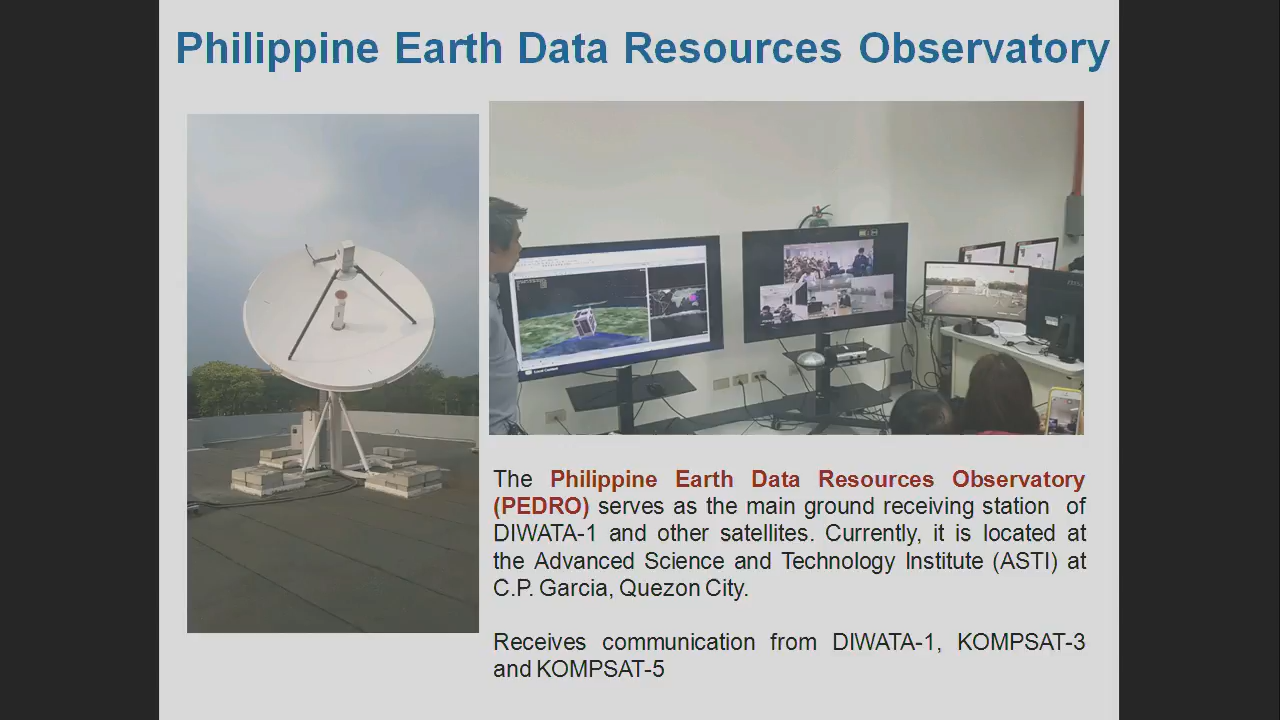 Philippine Earth Data Resources Observatory
The Philippine Earth Data Resources Observatory
(PEDRO) serves as the main ground receiving station of
DIWATA-1 and other satellites. Currently, it is located at
the Advanced Science and Technology Institute (ASTI) at
C.P. Garcia, Quezon City.
Receives communication from DIWATA-1, KOMPSAT-3
and KOMPSAT-5